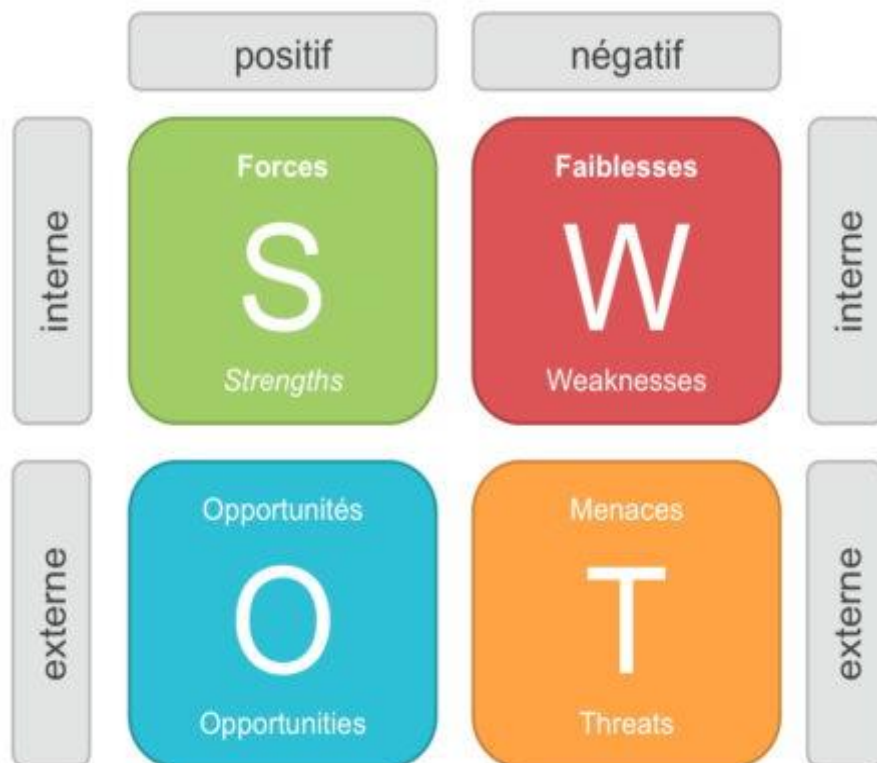 positif
négatif
interne
Forces
S
Strengths
Faiblesses
W
Weaknesses
interne
externe
Opportunités
O
Opportunities
Menaces
T
Threats
externe